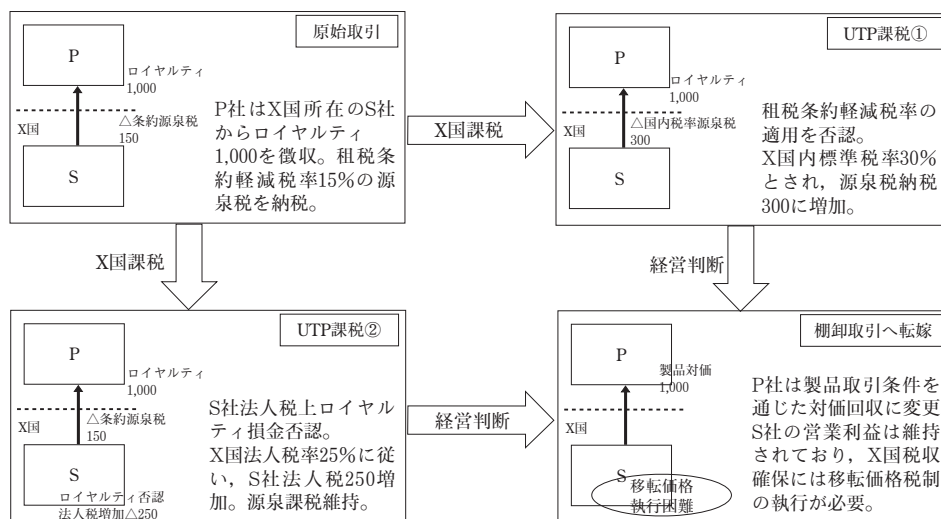 原始取引
P
ロイヤルティ
1,000
X国
△条約源泉税
150
S
P社はX国所在のS社
からロイヤルティ
1,000を徴収。租税条
約軽減税率15%の源
泉税を納税。
X国課税
UTP課税①
P
ロイヤルティ
1,000
X国
△国内税率源泉税
300
S
租税条約軽減税率の
適用を否認。
X国内標準税率30%
とされ，源泉税納税
300に増加。
X国課税
経営判断
UTP課税②
P
ロイヤルティ
1,000
X国
△条約源泉税
150
S
ロイヤルティ否認
法人税増加△250
S社法人税上ロイヤル
ティ損金否認。
X国法人税率25%に従
い，S社法人税250増
加。源泉課税維持。
経営判断
棚卸取引へ転嫁
P
製品対価
1,000
X国
S
移転価格
執行困難
P社は製品取引条件を
通じた対価回収に変更
S社の営業利益は維持
されており，X国税収
確保には移転価格税制
の執行が必要。